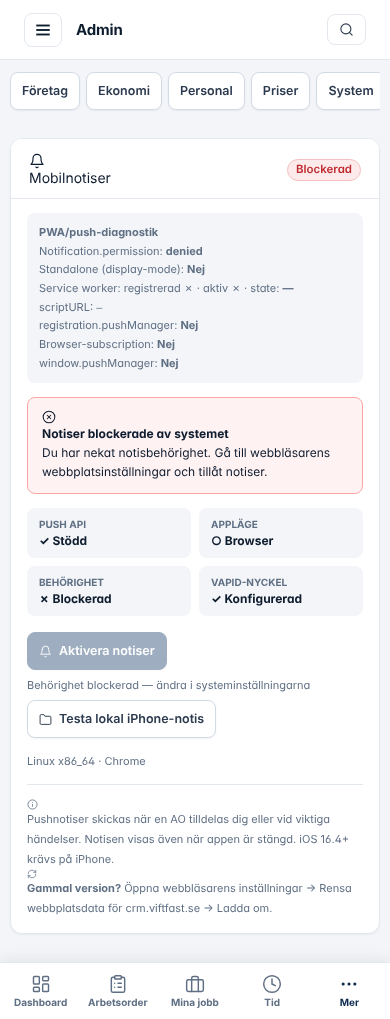 Admin
Företag
Ekonomi
Personal
Priser
System
Mobilnotiser
Blockerad
PWA/push-diagnostik
Notification.permission: denied
Standalone (display-mode): Nej
Service worker: registrerad × · aktiv × · state: —
scriptURL: –
registration.pushManager: Nej
Browser-subscription: Nej
window.pushManager: Nej
Notiser blockerade av systemet
Du har nekat notisbehörighet. Gå till webbläsarens
webbplatsinställningar och tillåt notiser.
PUSH API
✓ Stödd
APPLÄGE
○ Browser
BEHÖRIGHET
× Blockerad
VAPID-NYCKEL
✓ Konfigurerad
Aktivera notiser
Behörighet blockerad — ändra i systeminställningarna
Testa lokal iPhone-notis
Linux x86_64 · Chrome
Pushnotiser skickas när en AO tilldelas dig eller vid viktiga
händelser. Notisen visas även när appen är stängd. iOS 16.4+
krävs på iPhone.
Gammal version? Öppna webbläsarens inställningar → Rensa
webbplatsdata för crm.viftfast.se → Ladda om.
Dashboard
Arbetsorder
Mina jobb
Tid
Mer